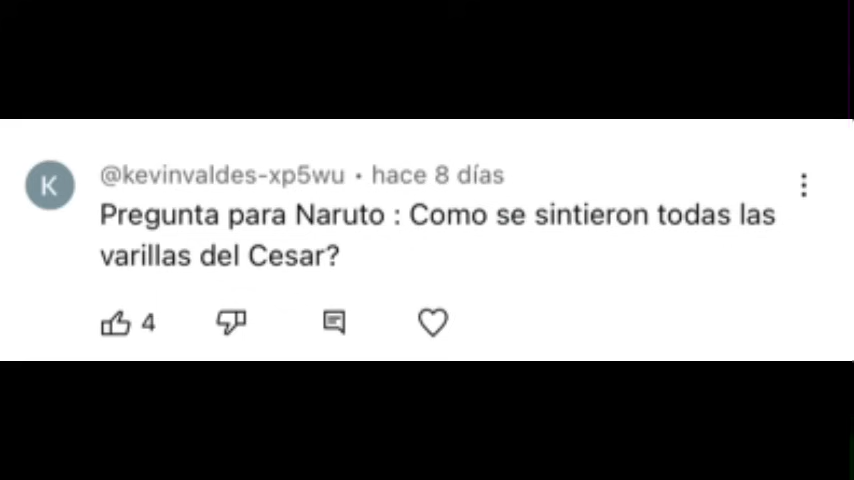 K
@kevinvaldes-xp5wu • hace 8 días
Pregunta para Naruto : Como se sintieron todas las
varillas del Cesar?
4